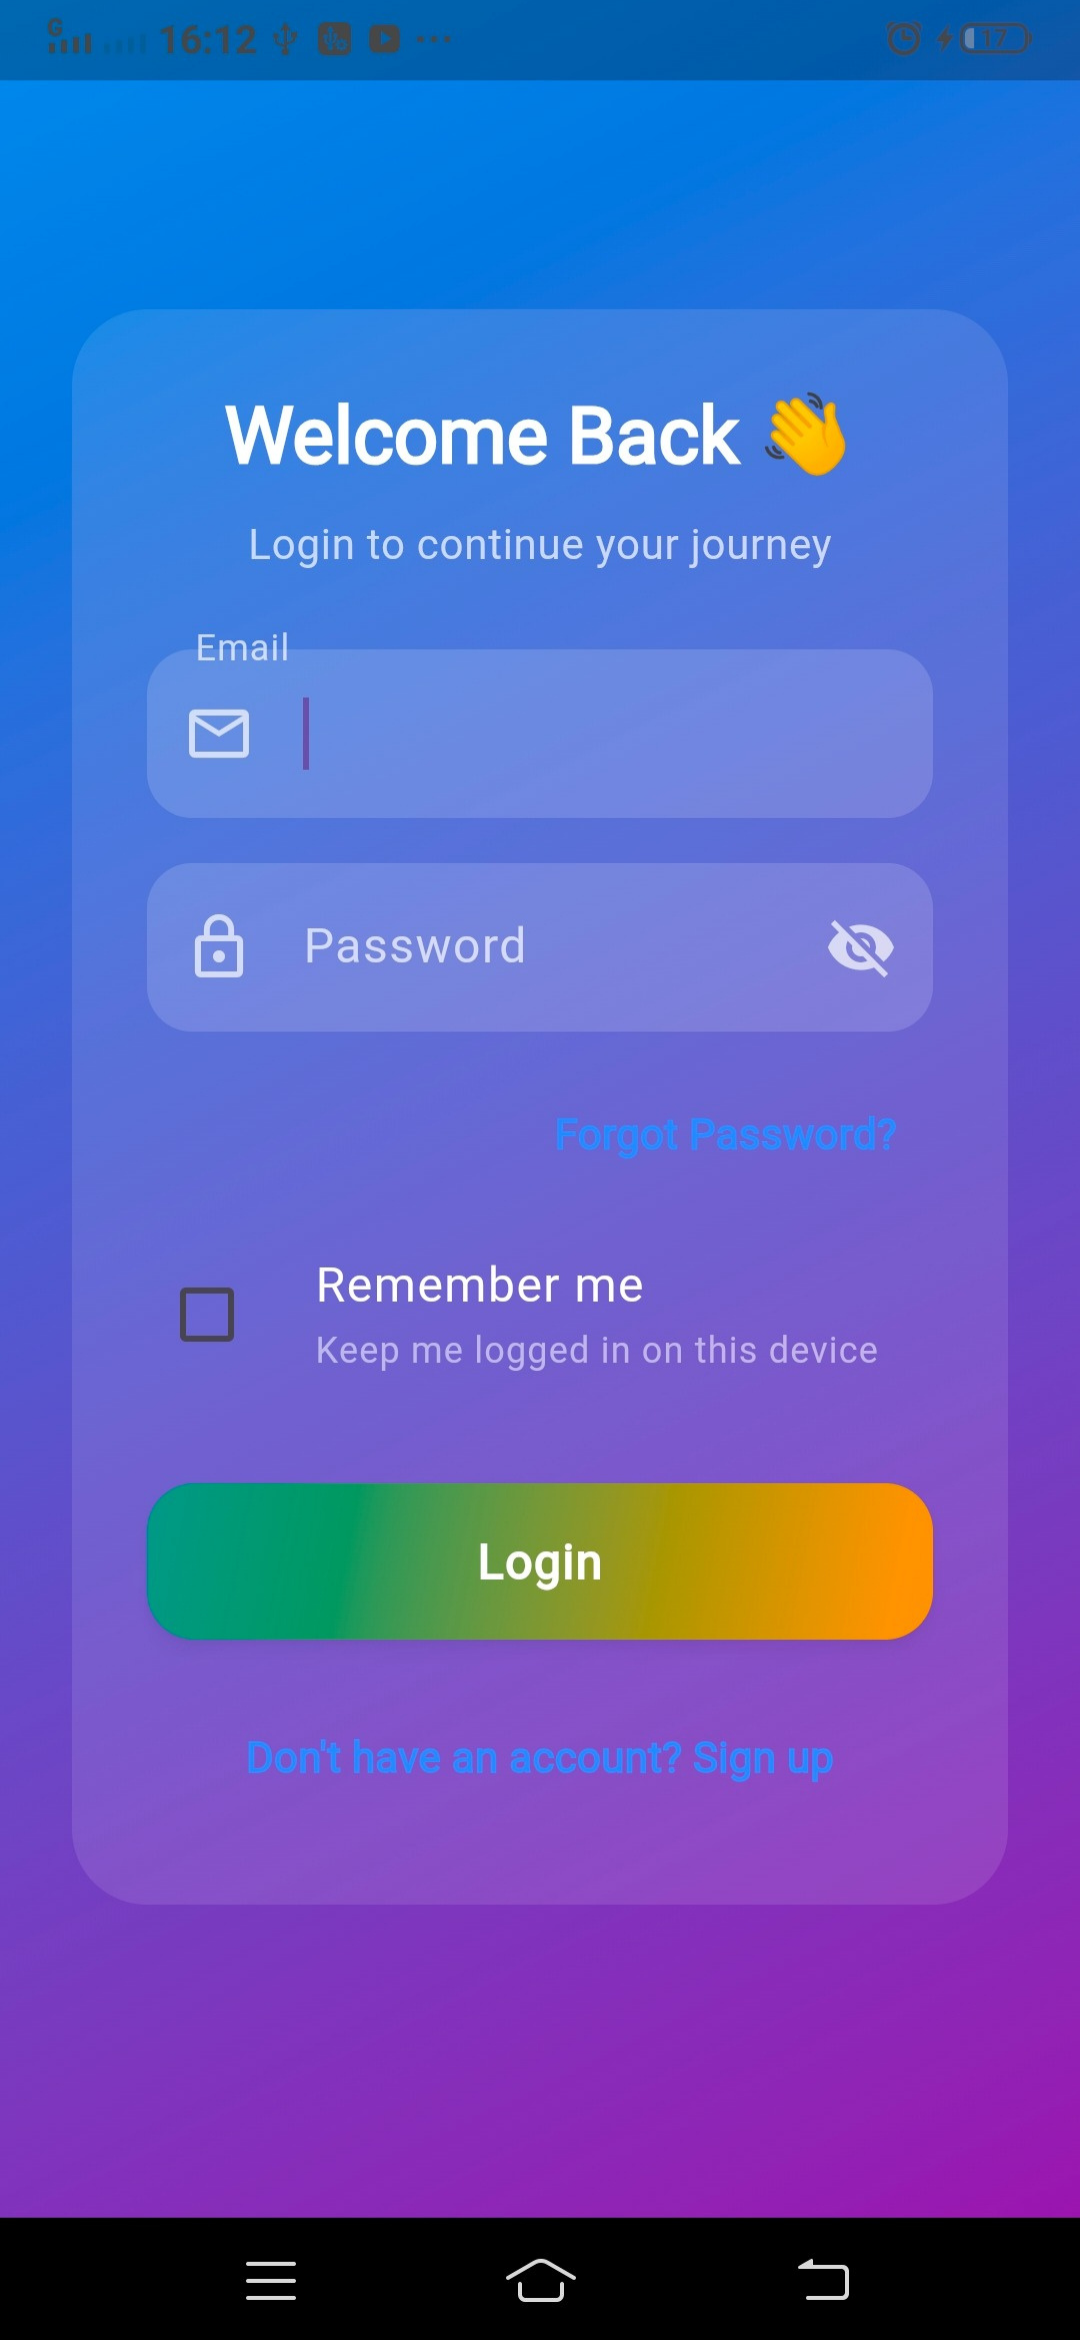 G
16:12
17
Welcome Back 👋
Login to continue your journey
Email
Password
Forgot Password?
Remember me
Keep me logged in on this device
Login
Don't have an account? Sign up